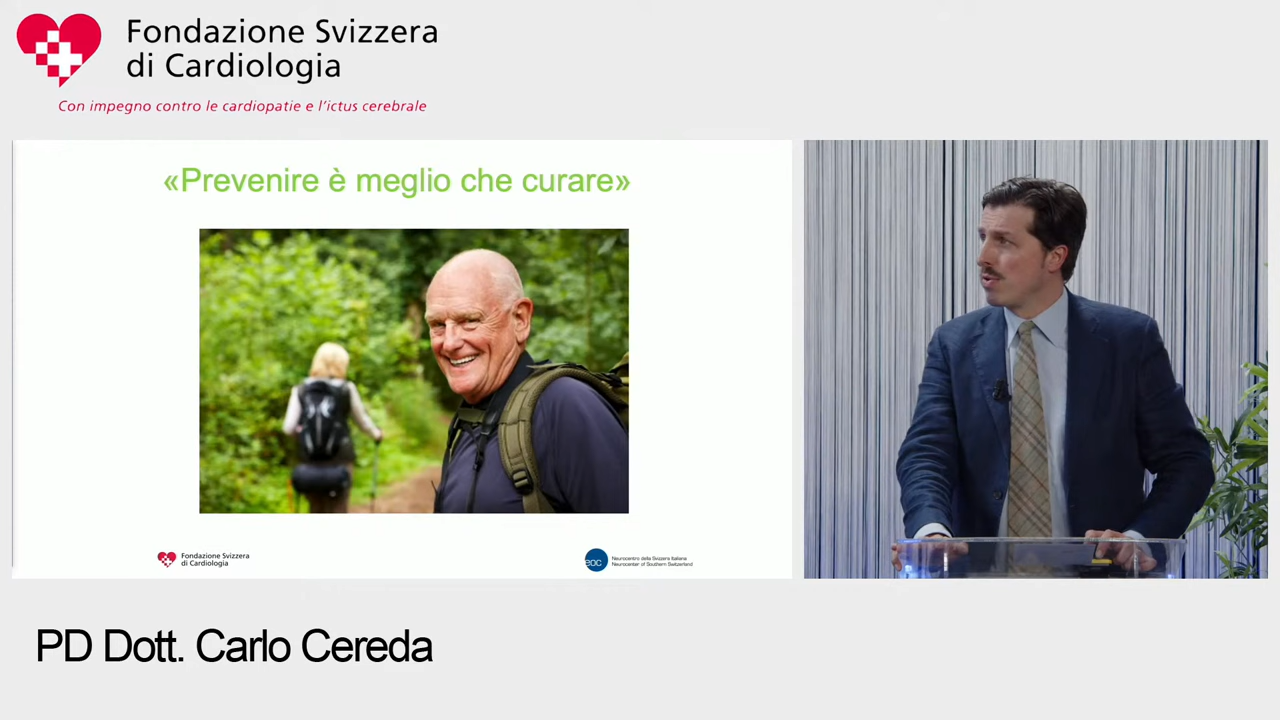 Fondazione Svizzera
di Cardiologia
Con impegno contro le cardiopatie e l'ictus cerebrale
«Prevenire è meglio che curare»
Fondazione Svizzera
di Cardiologia
eoc
Neurocentro della Svizzera Italiana
Neurocenter of Southern Switzerland
PD Dott. Carlo Cereda